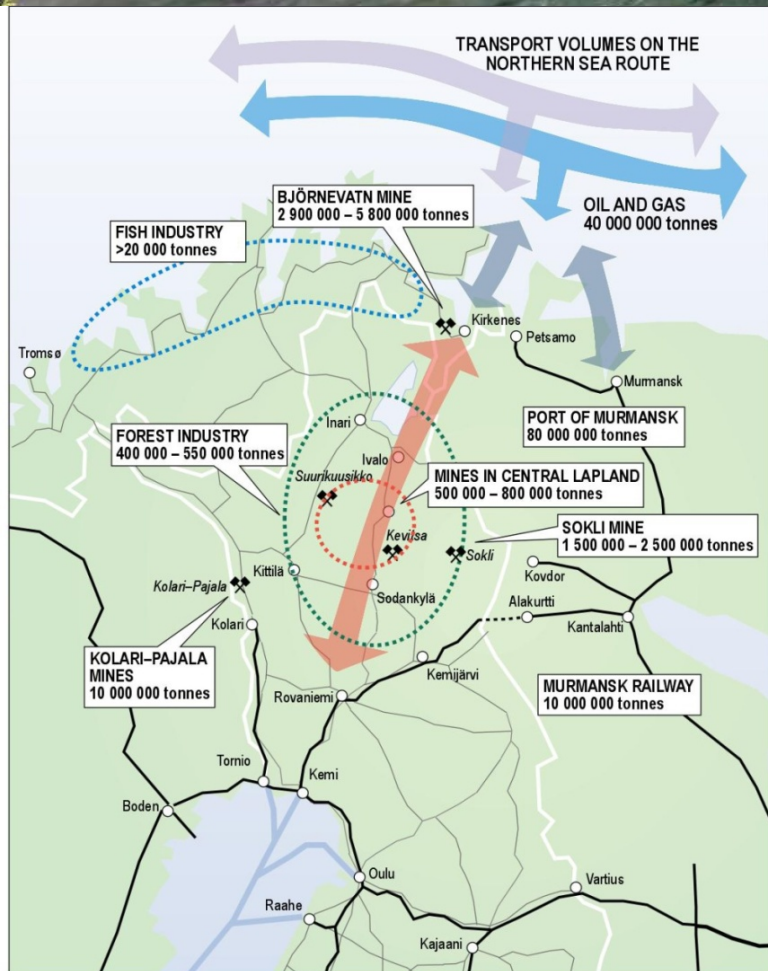 TRANSPORT VOLUMES ON THE
NORTHERN SEA ROUTE
BJÖRNEVATN MINE
2 900 000 – 5 800 000 tonnes
OIL AND GAS
40 000 000 tonnes
FISH INDUSTRY
>20 000 tonnes
Kirkenes
Petsamo
Tromsø
Murmansk
Inari
PORT OF MURMANSK
80 000 000 tonnes
FOREST INDUSTRY
400 000 – 550 000 tonnes
Ivalo
Suurikuusikko
MINES IN CENTRAL LAPLAND
500 000 – 800 000 tonnes
SOKLI MINE
1 500 000 – 2 500 000 tonnes
Kevitsa
Sokli
Kovdor
Kittilä
Kolari–Pajala
Sodankylä
Alakurtti
Kantalahti
Kolari
KOLARI–PAJALA
MINES
10 000 000 tonnes
Kemijärvi
MURMANSK RAILWAY
10 000 000 tonnes
Rovaniemi
Tornio
Kemi
Boden
Oulu
Vartius
Raahe
Kajaani